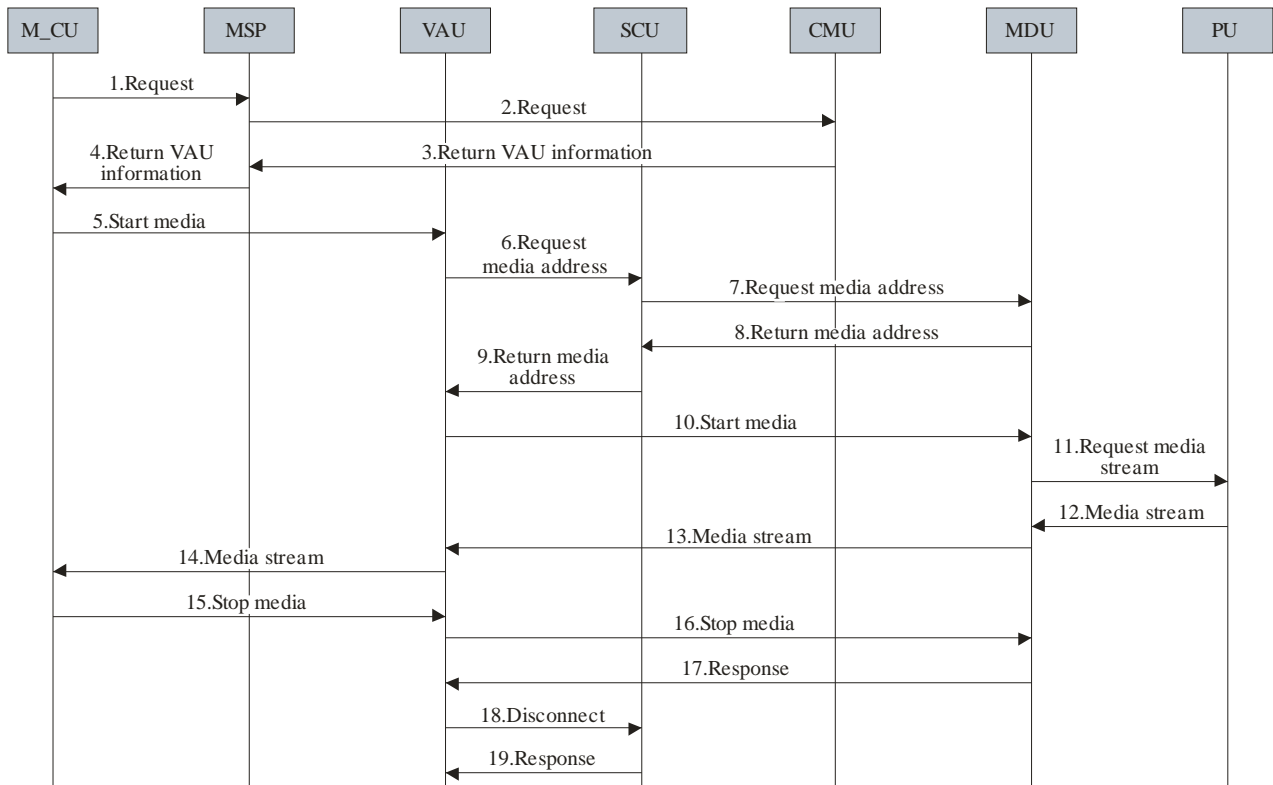 M_CU MSP VAU SCU CMU MDU PU
1.Request
2.Request
4.Return VAU
information
3.Return VAU information
5.Start media
6.Request
media address
7.Request media address
8.Return media address
9.Return media
address
10.Start media
11.Request media
stream
12.Media stream
13.Media stream
14.Media stream
15.Stop media
16.Stop media
17.Response
18.Disconnect
19.Response